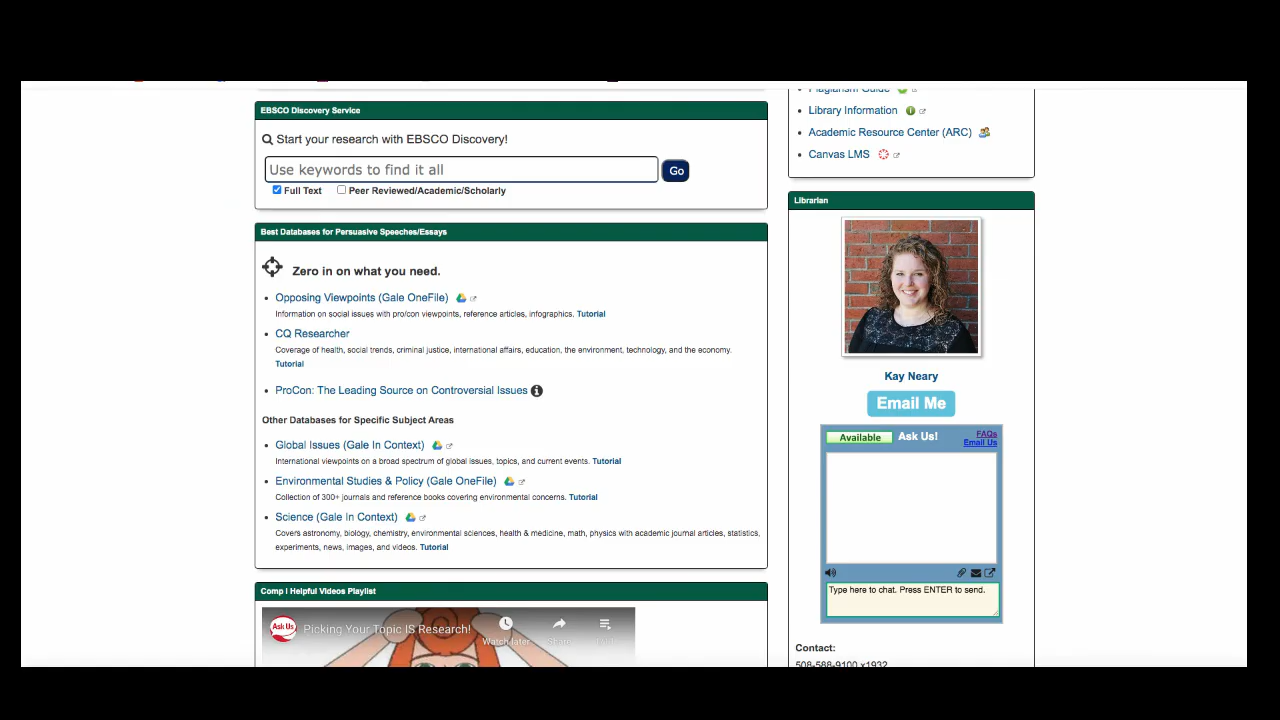 EBSCO Discovery Service
Start your research with EBSCO Discovery!
Use keywords to find it all
Go
Full Text
Peer Reviewed/Academic/Scholarly
Best Databases for Persuasive Speeches/Essays
Zero in on what you need.
Opposing Viewpoints (Gale OneFile)
Information on social issues with pro/con viewpoints, reference articles, infographics. Tutorial
CQ Researcher
Coverage of health, social trends, criminal justice, international affairs, education, the environment, technology, and the economy.
Tutorial
ProCon: The Leading Source on Controversial Issues
Other Databases for Specific Subject Areas
Global Issues (Gale In Context)
International viewpoints on a broad spectrum of global issues, topics, and current events. Tutorial
Environmental Studies & Policy (Gale OneFile)
Collection of 300+ journals and reference books covering environmental concerns. Tutorial
Science (Gale In Context)
Covers astronomy, biology, chemistry, environmental sciences, health & medicine, math, physics with academic journal articles, statistics,
experiments, news, images, and videos. Tutorial
Comp I Helpful Videos Playlist
Ask Us
Picking Your Topic IS Research!
Watch later
Share
Plagiarism Guide
Library Information
Academic Resource Center (ARC)
Canvas LMS
Librarian
Kay Neary
Email Me
Available
Ask Us!
FAQs
Email Us
Type here to chat. Press ENTER to send.
Contact:
508-588-9100 x1932